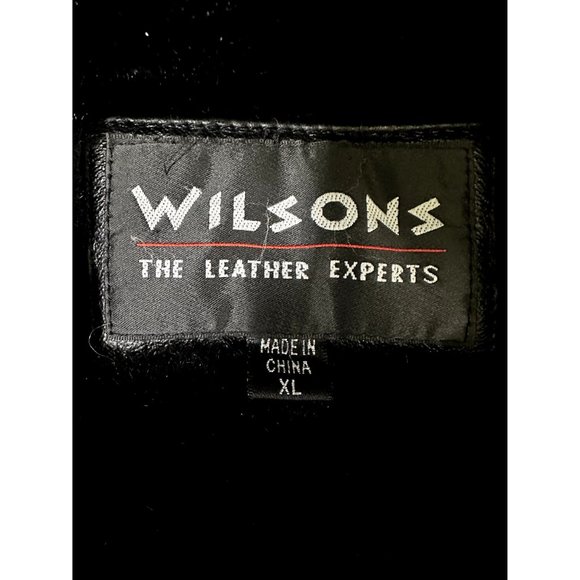 WILSONS
THE LEATHER EXPERTS
MADE IN
CHINA
XL